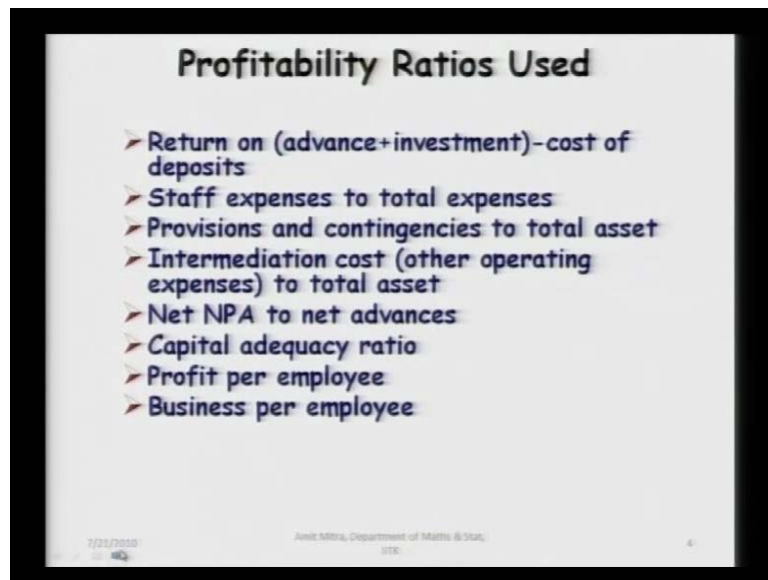 Profitability Ratios Used
Return on (advance+investment)-cost of
deposits
Staff expenses to total expenses
Provisions and contingencies to total asset
Intermediation cost (other operating
expenses) to total asset
Net NPA to net advances
Capital adequacy ratio
Profit per employee
Business per employee
7/21/2010
Amit Mitra, Department of Maths & Stat,
IITK
4